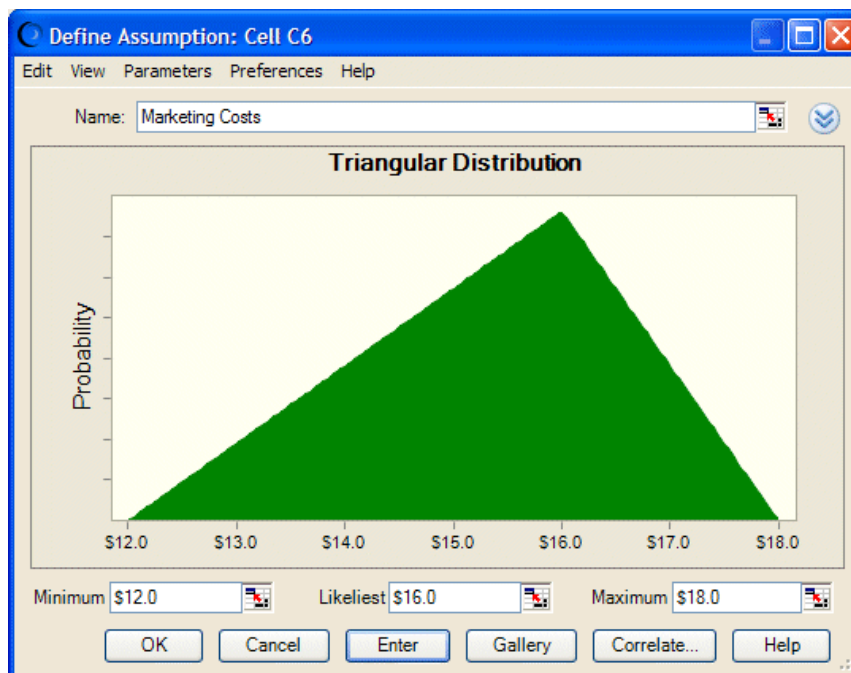 Define Assumption: Cell C6
Edit View Parameters Preferences Help
Name: Marketing Costs
Triangular Distribution
Probability
$12.0 $13.0 $14.0 $15.0 $16.0 $17.0 $18.0
Minimum $12.0 Likeliest $16.0 Maximum $18.0
OK Cancel Enter Gallery Correlate... Help